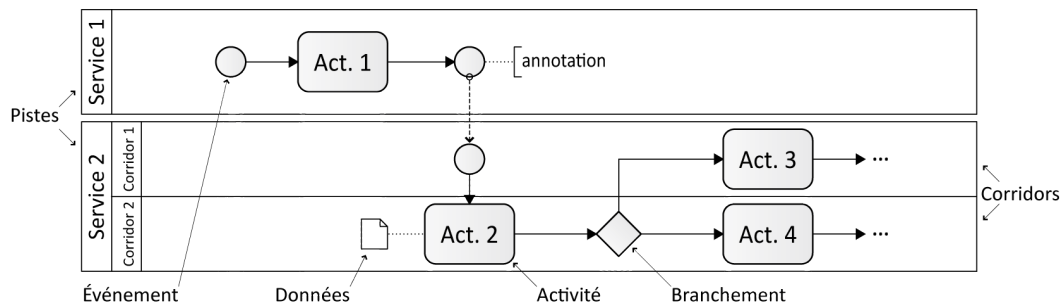 Service 1
Act. 1
annotation
Pistes
Service 2
Corridor 1
Act. 3
...
Corridors
Corridor 2
Act. 2
Act. 4
...
Événement
Données
Activité
Branchement